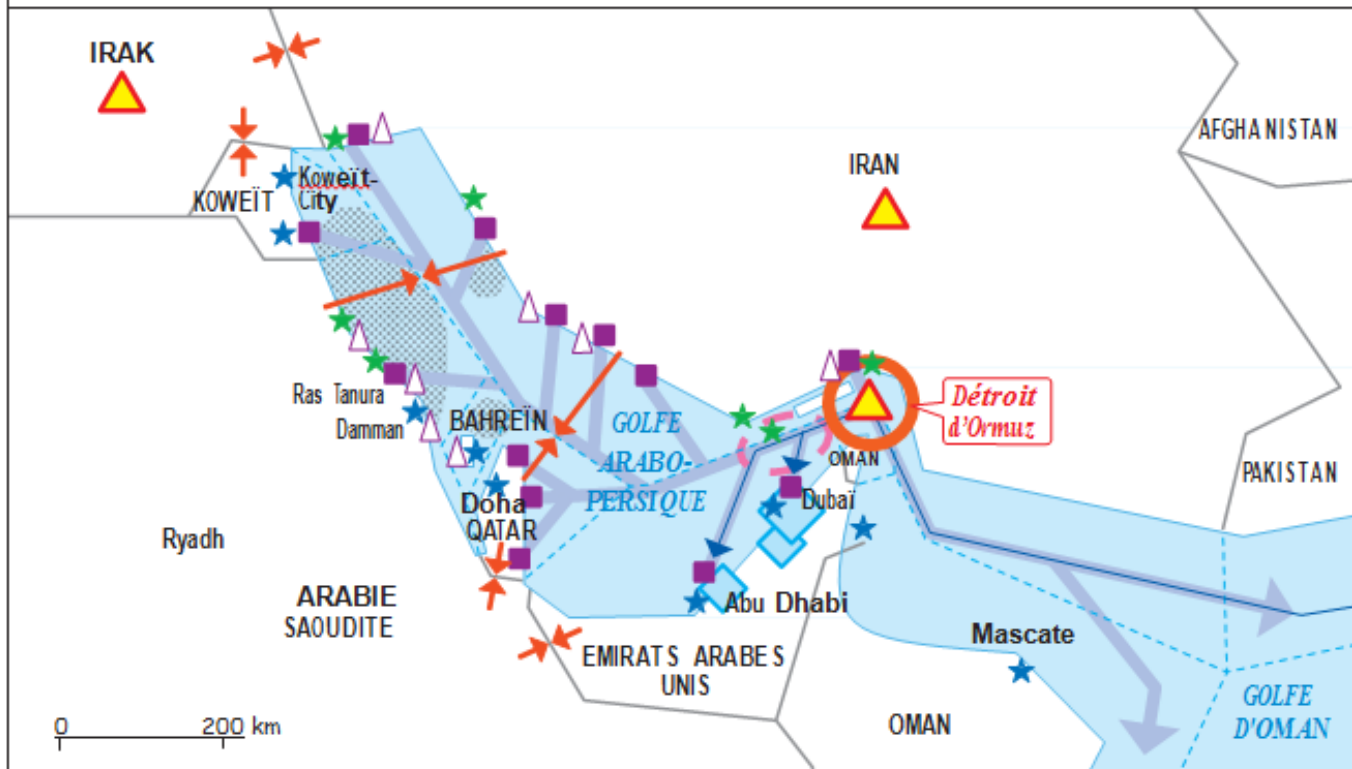 IRAK
AFGHANISTAN
IRAN
Koweït-
City
KOWEÏT
Détroit
d'Ormuz
Ras Tanura
Damman
BAHREÏN
GOLFE
ARABO-
PERSIQUE
OMAN
PAKISTAN
Doha
QATAR
Dubaï
Ryadh
ARABIE
SAOUDITE
Abu Dhabi
Mascate
EMIRATS ARABES
UNIS
GOLFE
D'OMAN
OMAN
0 200 km